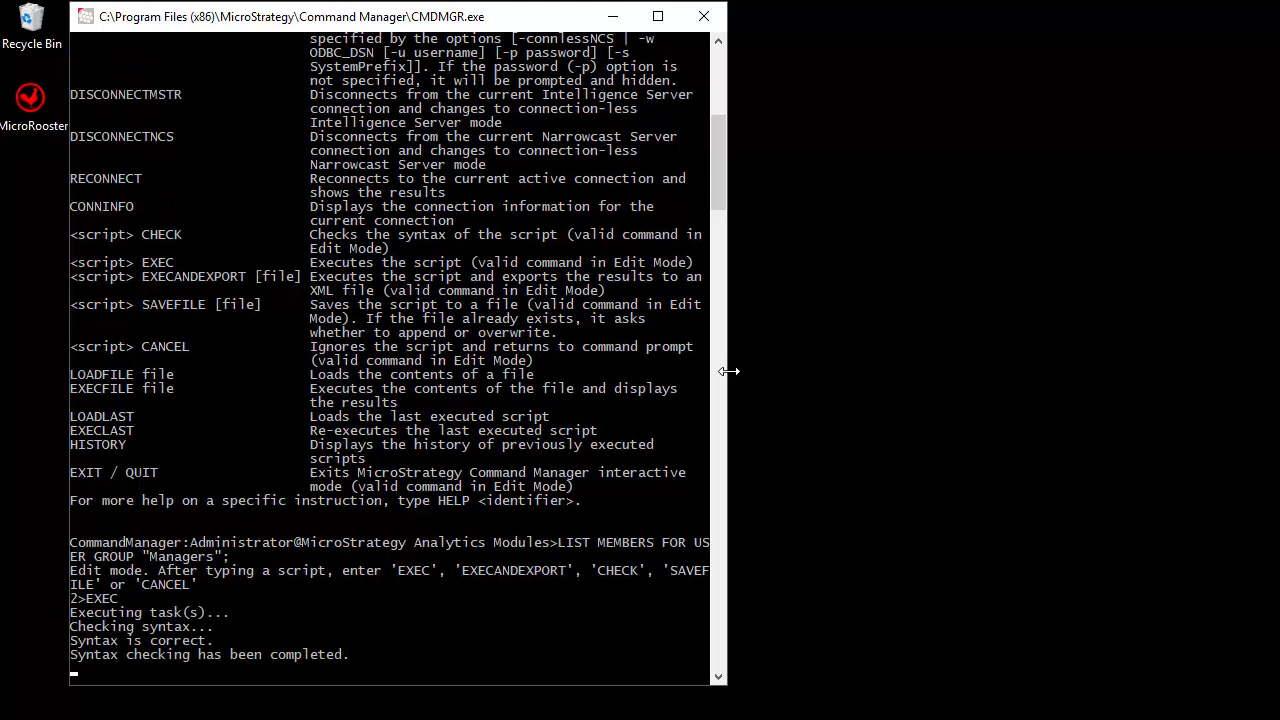 C:\Program Files (x86)\MicroStrategy\Command Manager\CMDMGR.exe
Recycle Bin
MicroRooster
specified by the options [-connlessNCS | -w
ODBC_DSN [-u username] [-p password] [-s
SystemPrefix]]. If the password (-p) option is
not specified, it will be prompted and hidden.
DISCONNECTMSTR Disconnects from the current Intelligence Server
connection and changes to connection-less
Intelligence Server mode
DISCONNECTNCS Disconnects from the current Narrowcast Server
connection and changes to connection-less
Narrowcast Server mode
RECONNECT Reconnects to the current active connection and
shows the results
CONNINFO Displays the connection information for the
current connection
<script> CHECK Checks the syntax of the script (valid command in
Edit Mode)
<script> EXEC Executes the script (valid command in Edit Mode)
<script> EXECANDEXPORT [file] Executes the script and exports the results to an
XML file (valid command in Edit Mode)
<script> SAVEFILE [file] Saves the script to a file (valid command in Edit
Mode). If the file already exists, it asks
whether to append or overwrite.
<script> CANCEL Ignores the script and returns to command prompt
(valid command in Edit Mode)
LOADFILE file Loads the contents of a file
EXECFILE file Executes the contents of the file and displays
the results
LOADLAST Loads the last executed script
EXECLAST Re-executes the last executed script
HISTORY Displays the history of previously executed
scripts
EXIT / QUIT Exits MicroStrategy Command Manager interactive
mode (valid command in Edit Mode)
For more help on a specific instruction, type HELP <identifier>.
CommandManager:Administrator@MicroStrategy Analytics Modules>LIST MEMBERS FOR US
ER GROUP "Managers";
Edit mode. After typing a script, enter 'EXEC', 'EXECANDEXPORT', 'CHECK', 'SAVEF
ILE' or 'CANCEL'
2>EXEC
Executing task(s)...
Checking syntax...
Syntax is correct.
Syntax checking has been completed.